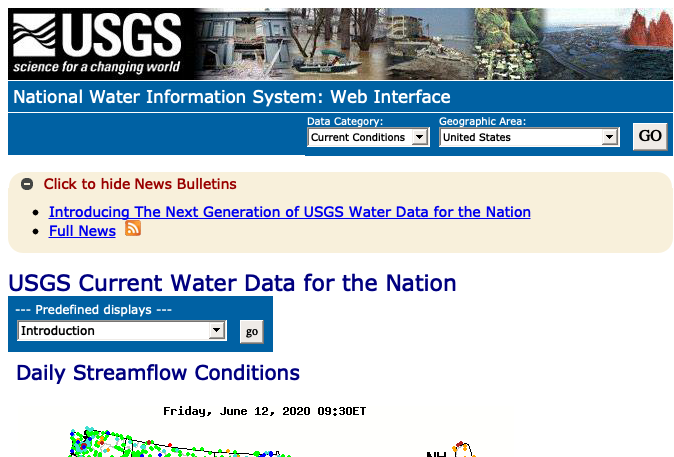 USGS
science for a changing world
National Water Information System: Web Interface
Data Category:
Geographic Area:
Current Conditions
United States
GO
Click to hide News Bulletins
Introducing The Next Generation of USGS Water Data for the Nation
Full News
USGS Current Water Data for the Nation
--- Predefined displays ---
Introduction
go
Daily Streamflow Conditions
Friday, June 12, 2020 09:30ET
NH